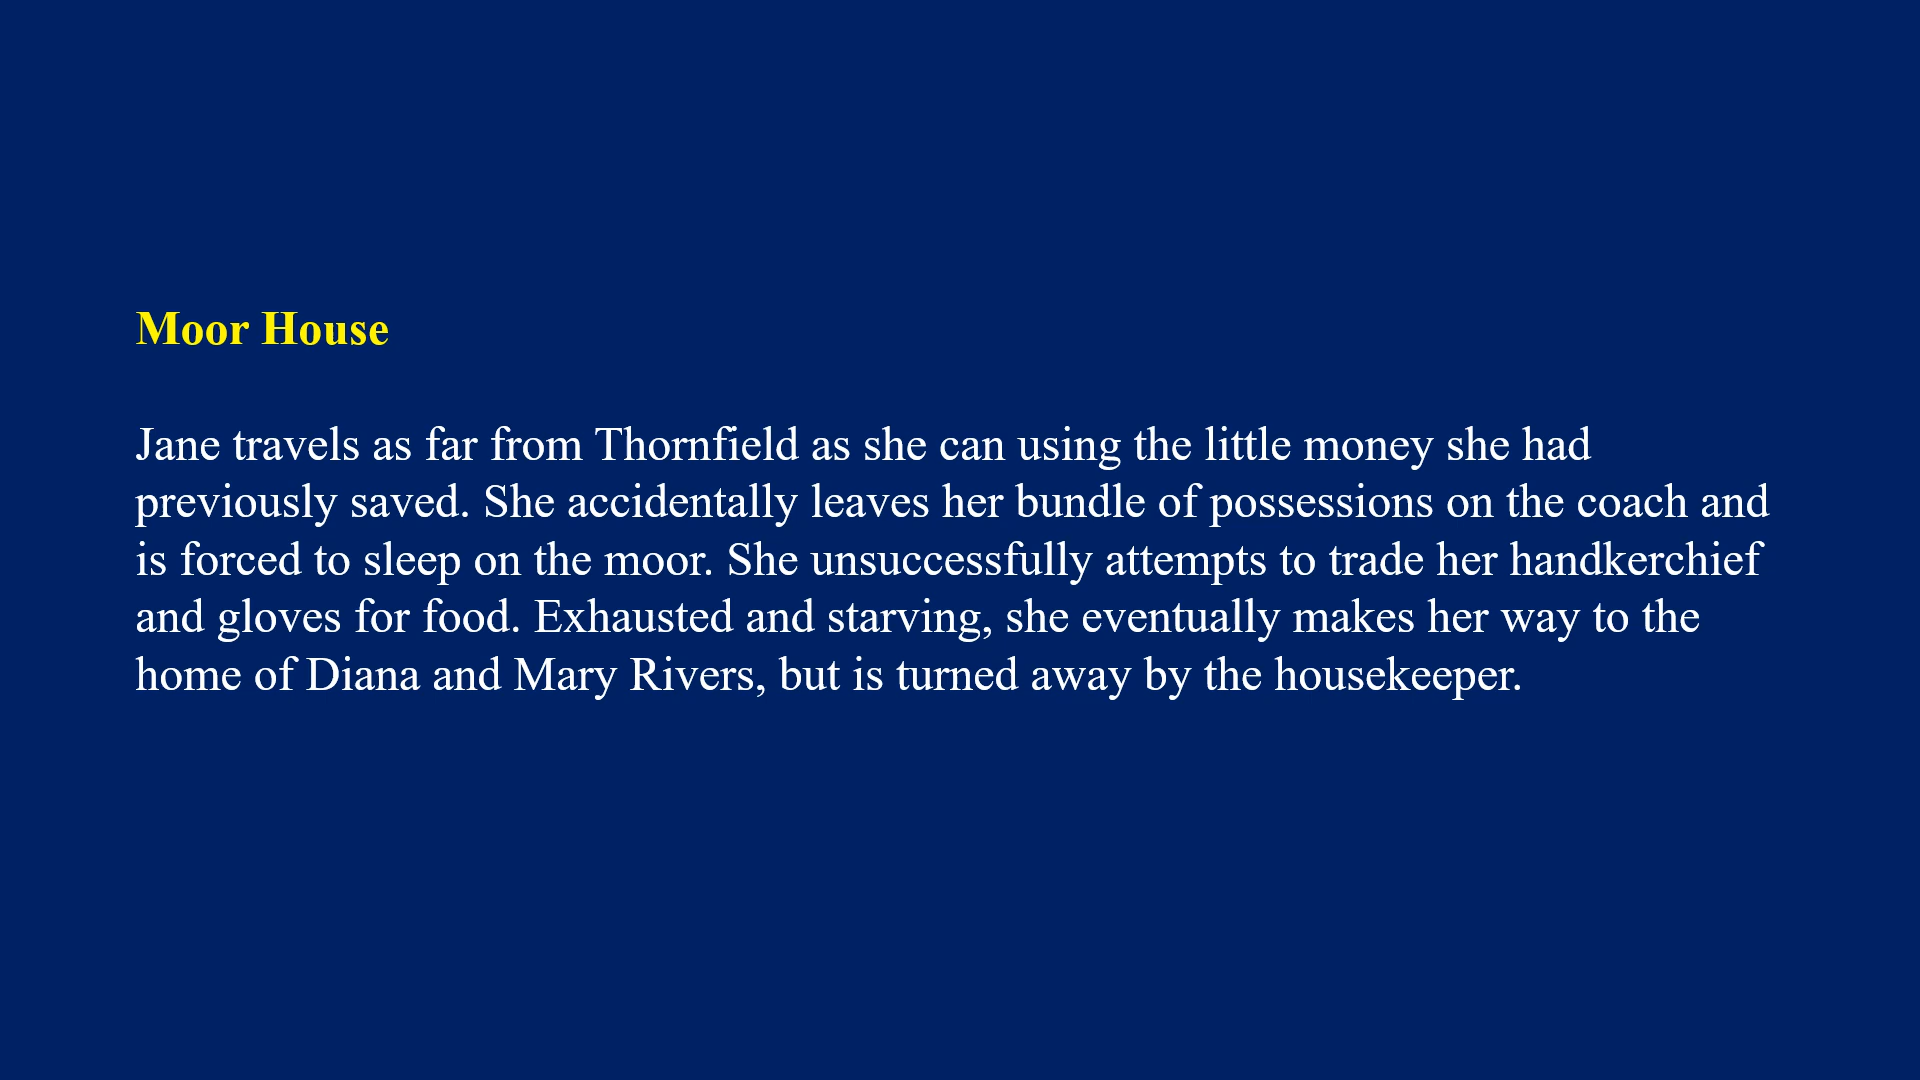 Moor House
Jane travels as far from Thornfield as she can using the little money she had
previously saved. She accidentally leaves her bundle of possessions on the coach and
is forced to sleep on the moor. She unsuccessfully attempts to trade her handkerchief
and gloves for food. Exhausted and starving, she eventually makes her way to the
home of Diana and Mary Rivers, but is turned away by the housekeeper.